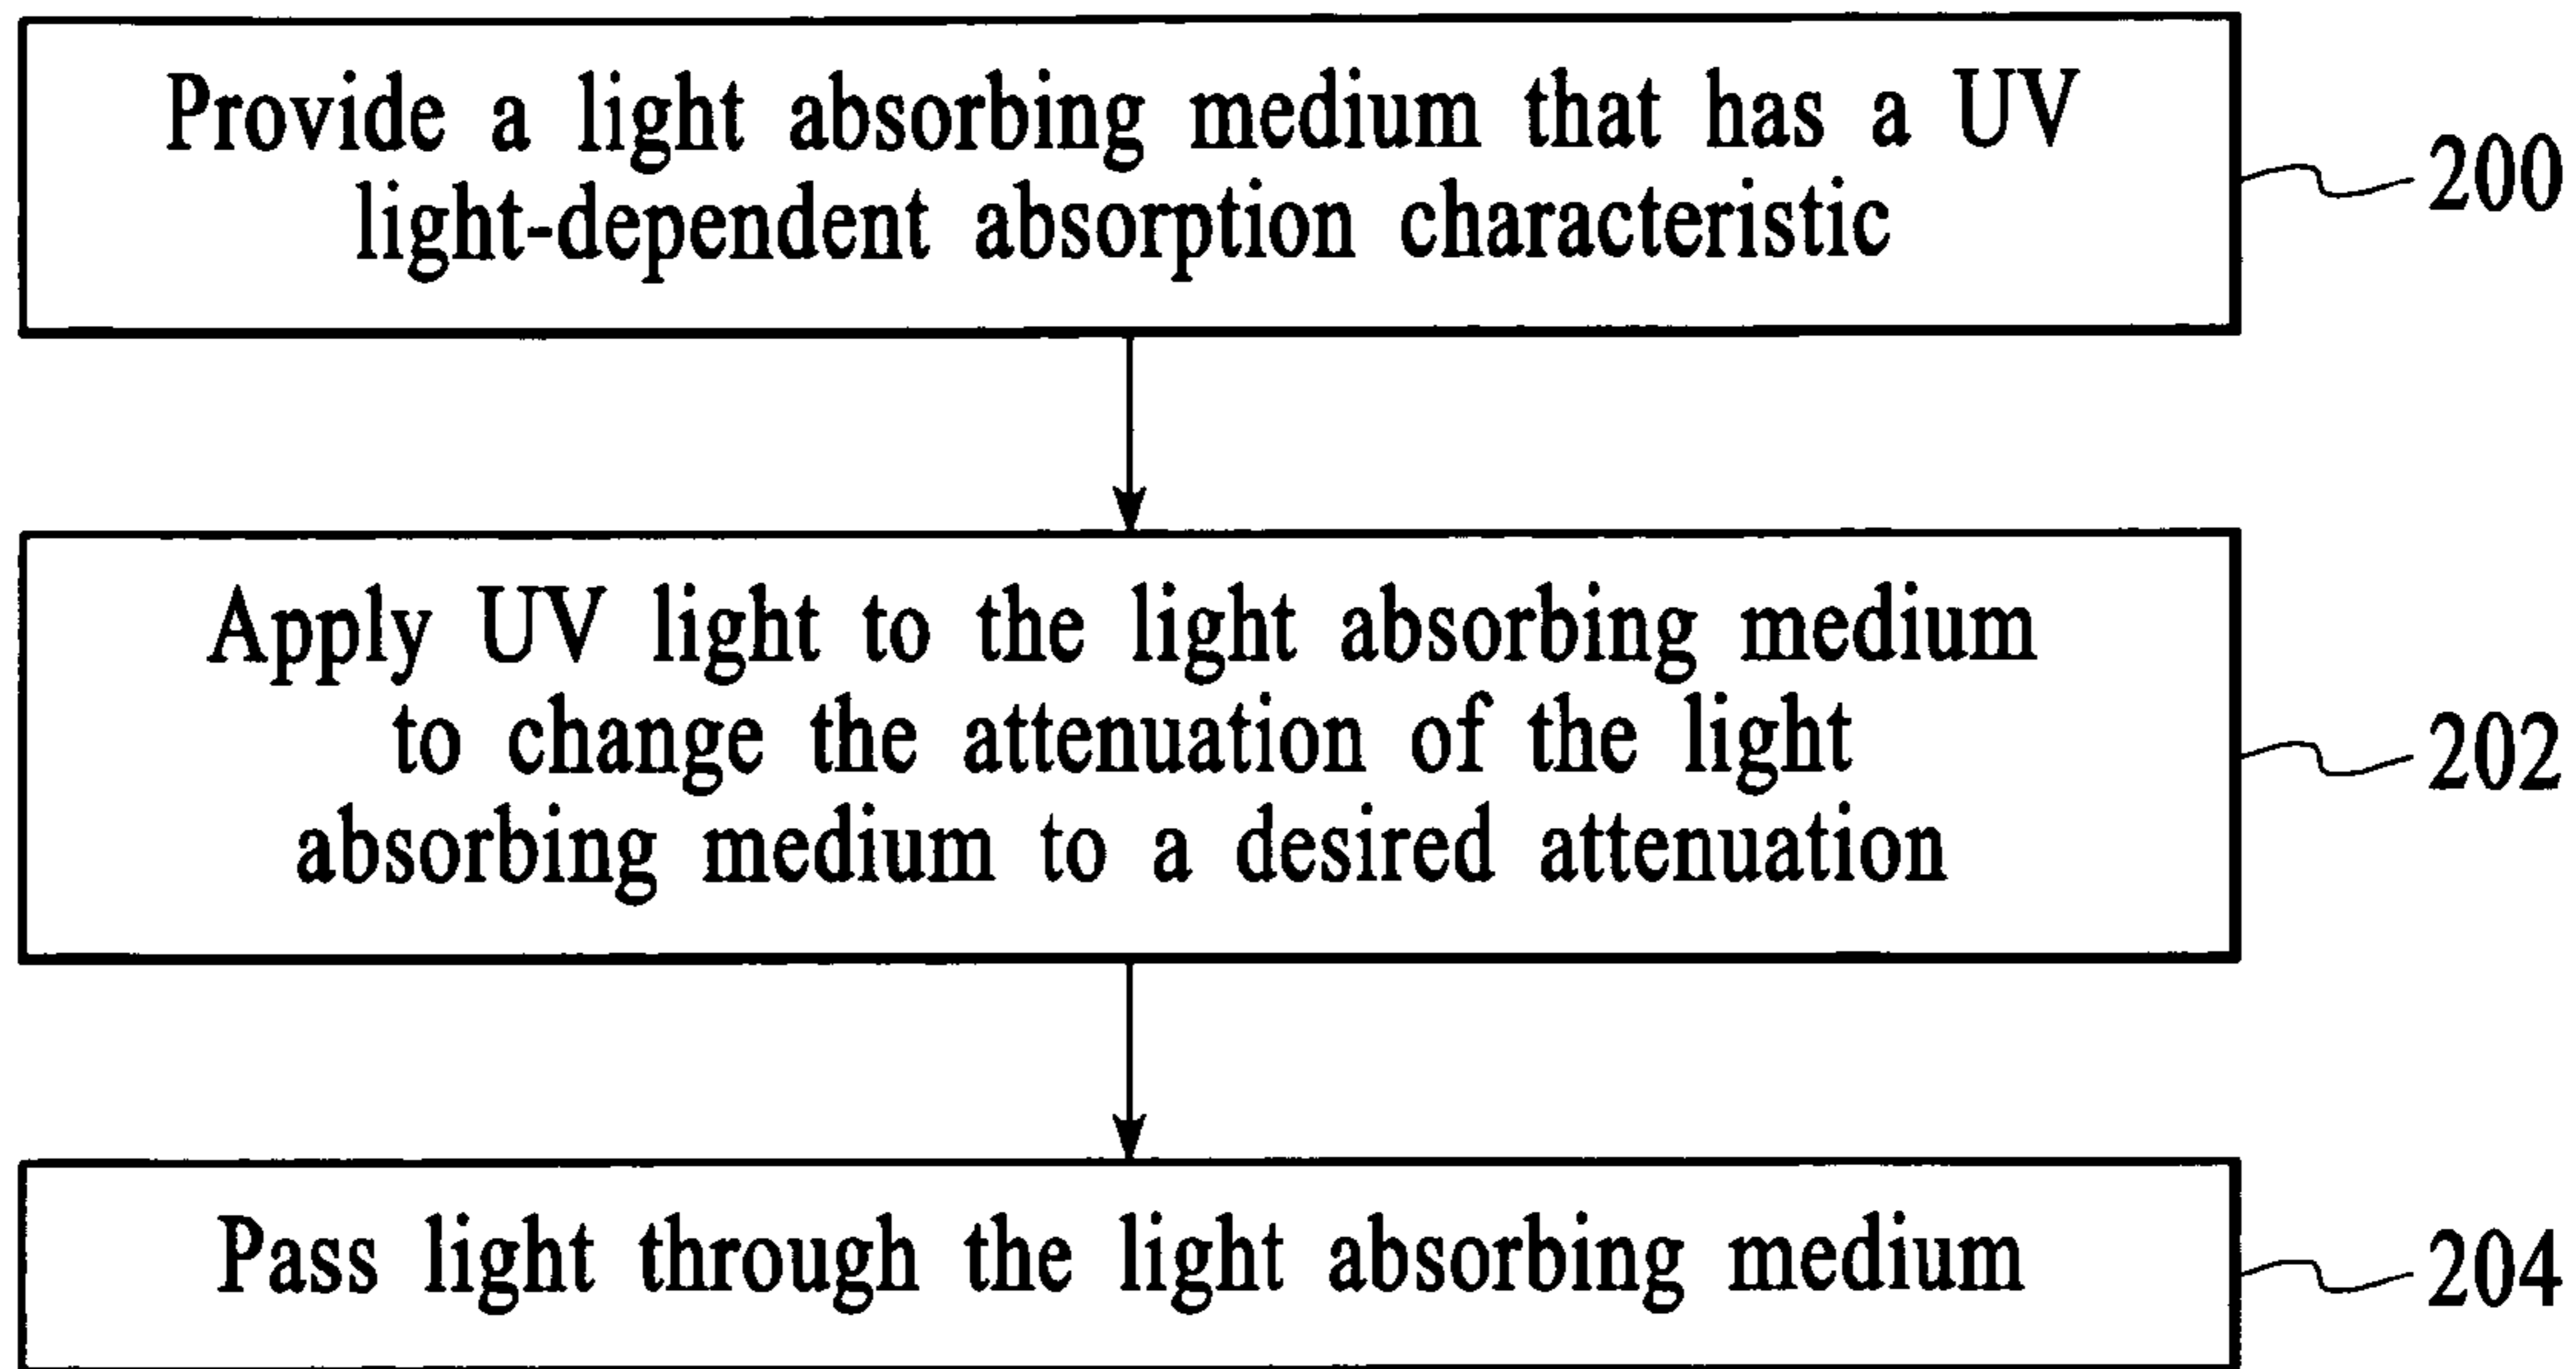 Provide a light absorbing medium that has a UV
light-dependent absorption characteristic
200
Apply UV light to the light absorbing medium
to change the attenuation of the light
absorbing medium to a desired attenuation
202
Pass light through the light absorbing medium
204